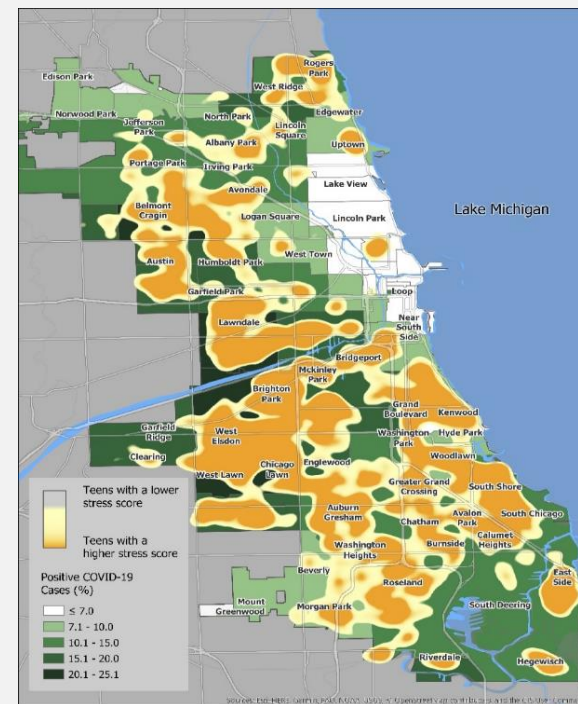 Rogers
Park
Edison Park
West Ridge
Norwood Park
Jefferson
Park
North Park
Edgewater
Lincoln
Square
Albany Park
Uptown
Portage Park
Irving Park
Avondale
Lake View
Belmont
Cragin
Logan Square
Lincoln Park
Lake Michigan
West Town
Austin
Humboldt Park
Garfield Park
Loop
Lawndale
Near
South
Side
Bridgeport
Mckinley
Park
Brighton
Park
Grand
Boulevard
Kenwood
Garfield
Ridge
West
Elsdon
Washington
Park
Hyde Park
Clearing
Englewood
Woodlawn
West Lawn
Chicago
Lawn
Greater Grand
Crossing
South Shore
Auburn
Gresham
Chatham
Avalon
Park
South Chicago
Washington
Heights
Burnside
Calumet
Heights
Beverly
Roseland
East
Side
Mount
Greenwood
Morgan Park
South Deering
Riverdale
Hegewisch
Teens with a lower
stress score
Teens with a
higher stress score
Positive COVID-19
Cases (%)
≤ 7.0
7.1 - 10.0
10.1 - 15.0
15.1 - 20.0
20.1 - 25.1